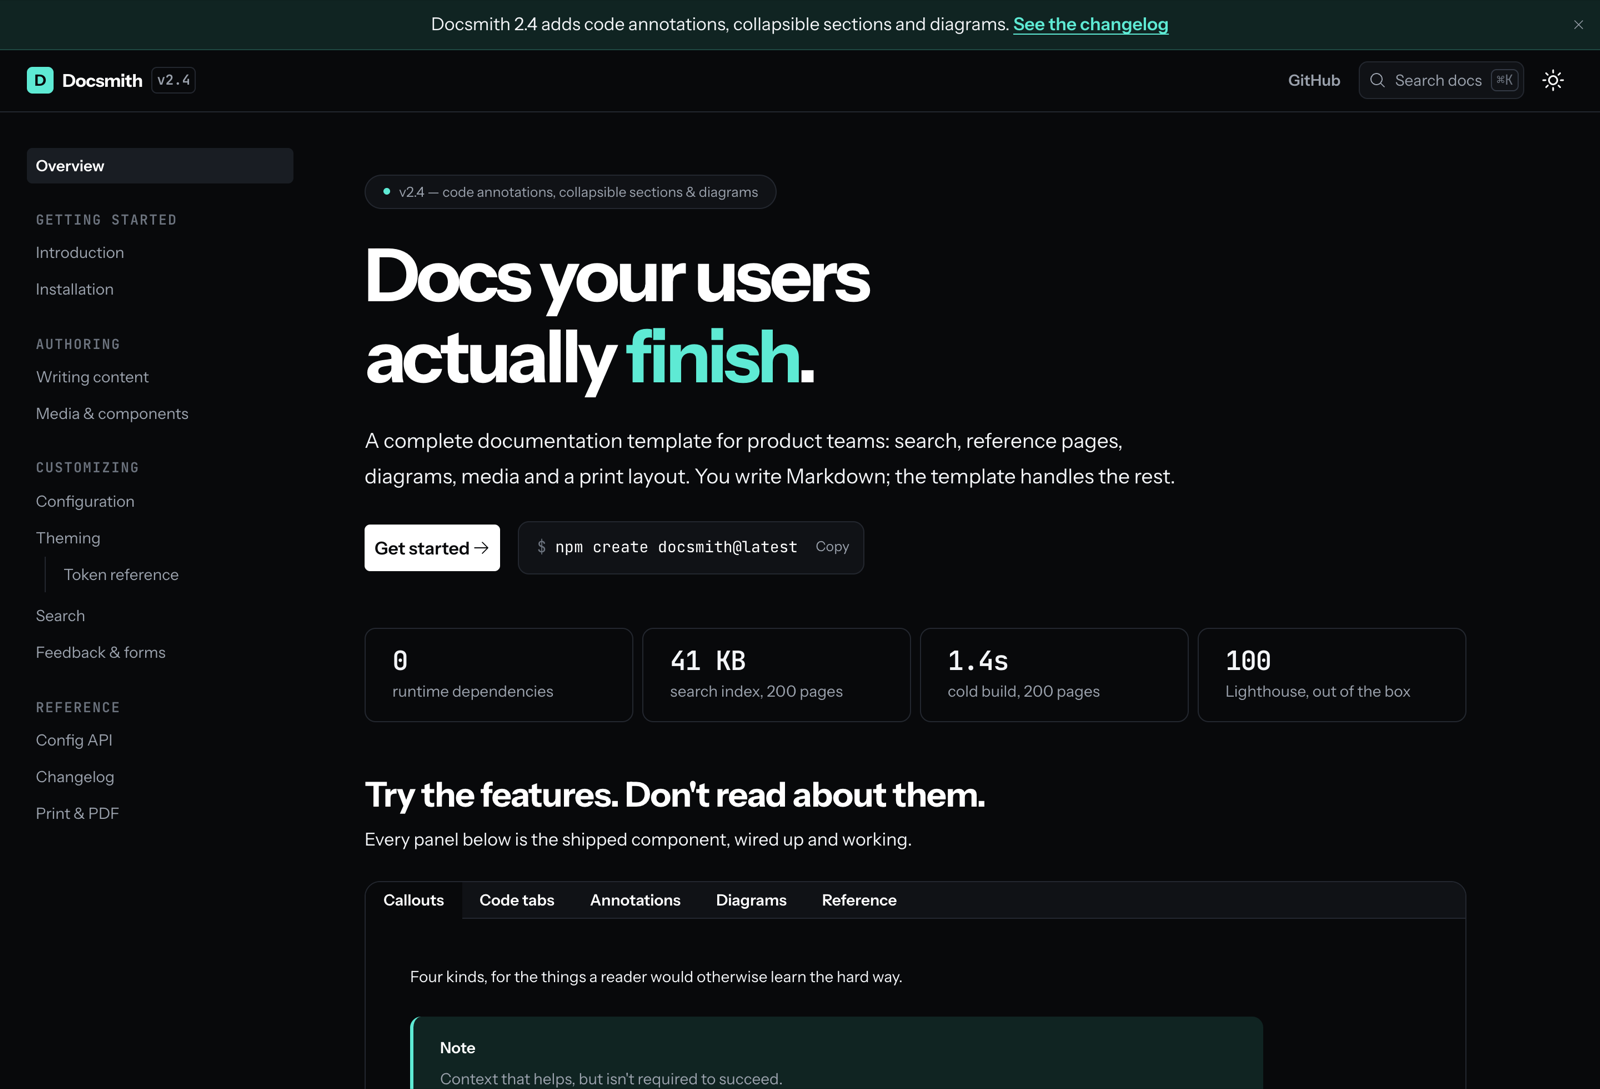 Docsmith 2.4 adds code annotations, collapsible sections and diagrams. See the changelog
D Docsmith v2.4
GitHub
Search docs ⌘K
Overview
GETTING STARTED
Introduction
Installation
AUTHORING
Writing content
Media & components
CUSTOMIZING
Configuration
Theming
Token reference
Search
Feedback & forms
REFERENCE
Config API
Changelog
Print & PDF
v2.4 — code annotations, collapsible sections & diagrams
Docs your users
actually finish.
A complete documentation template for product teams: search, reference pages,
diagrams, media and a print layout. You write Markdown; the template handles the rest.
Get started →
$ npm create docsmith@latest Copy
0
runtime dependencies
41 KB
search index, 200 pages
1.4s
cold build, 200 pages
100
Lighthouse, out of the box
Try the features. Don't read about them.
Every panel below is the shipped component, wired up and working.
Callouts Code tabs Annotations Diagrams Reference
Four kinds, for the things a reader would otherwise learn the hard way.
Note
Context that helps, but isn't required to succeed.